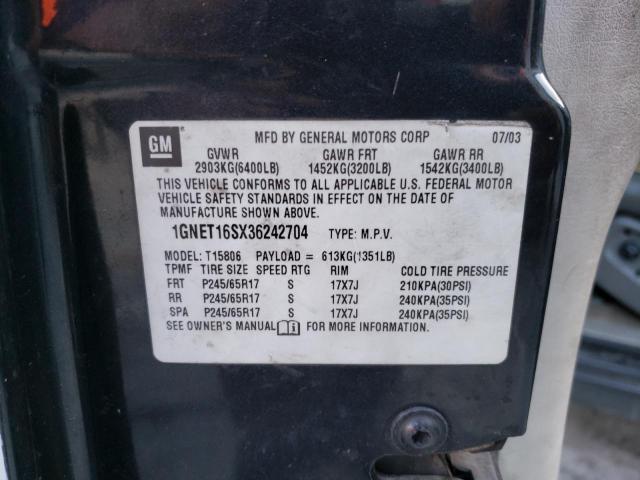 GM MFD BY GENERAL MOTORS CORP 07/03
GVWR GAWR FRT GAWR RR
2903KG(6400LB) 1452KG(3200LB) 1542KG(3400LB)
THIS VEHICLE CONFORMS TO ALL APPLICABLE U.S. FEDERAL MOTOR
VEHICLE SAFETY STANDARDS IN EFFECT ON THE DATE OF
MANUFACTURE SHOWN ABOVE.
1GNET16SX36242704 TYPE: M.P.V.
MODEL: T15806 PAYLOAD = 613KG(1351LB)
TPMF TIRE SIZE SPEED RTG RIM COLD TIRE PRESSURE
FRT P245/65R17 S 17X7J 210KPA(30PSI)
RR P245/65R17 S 17X7J 240KPA(35PSI)
SPA P245/65R17 S 17X7J 240KPA(35PSI)
SEE OWNER'S MANUAL FOR MORE INFORMATION.